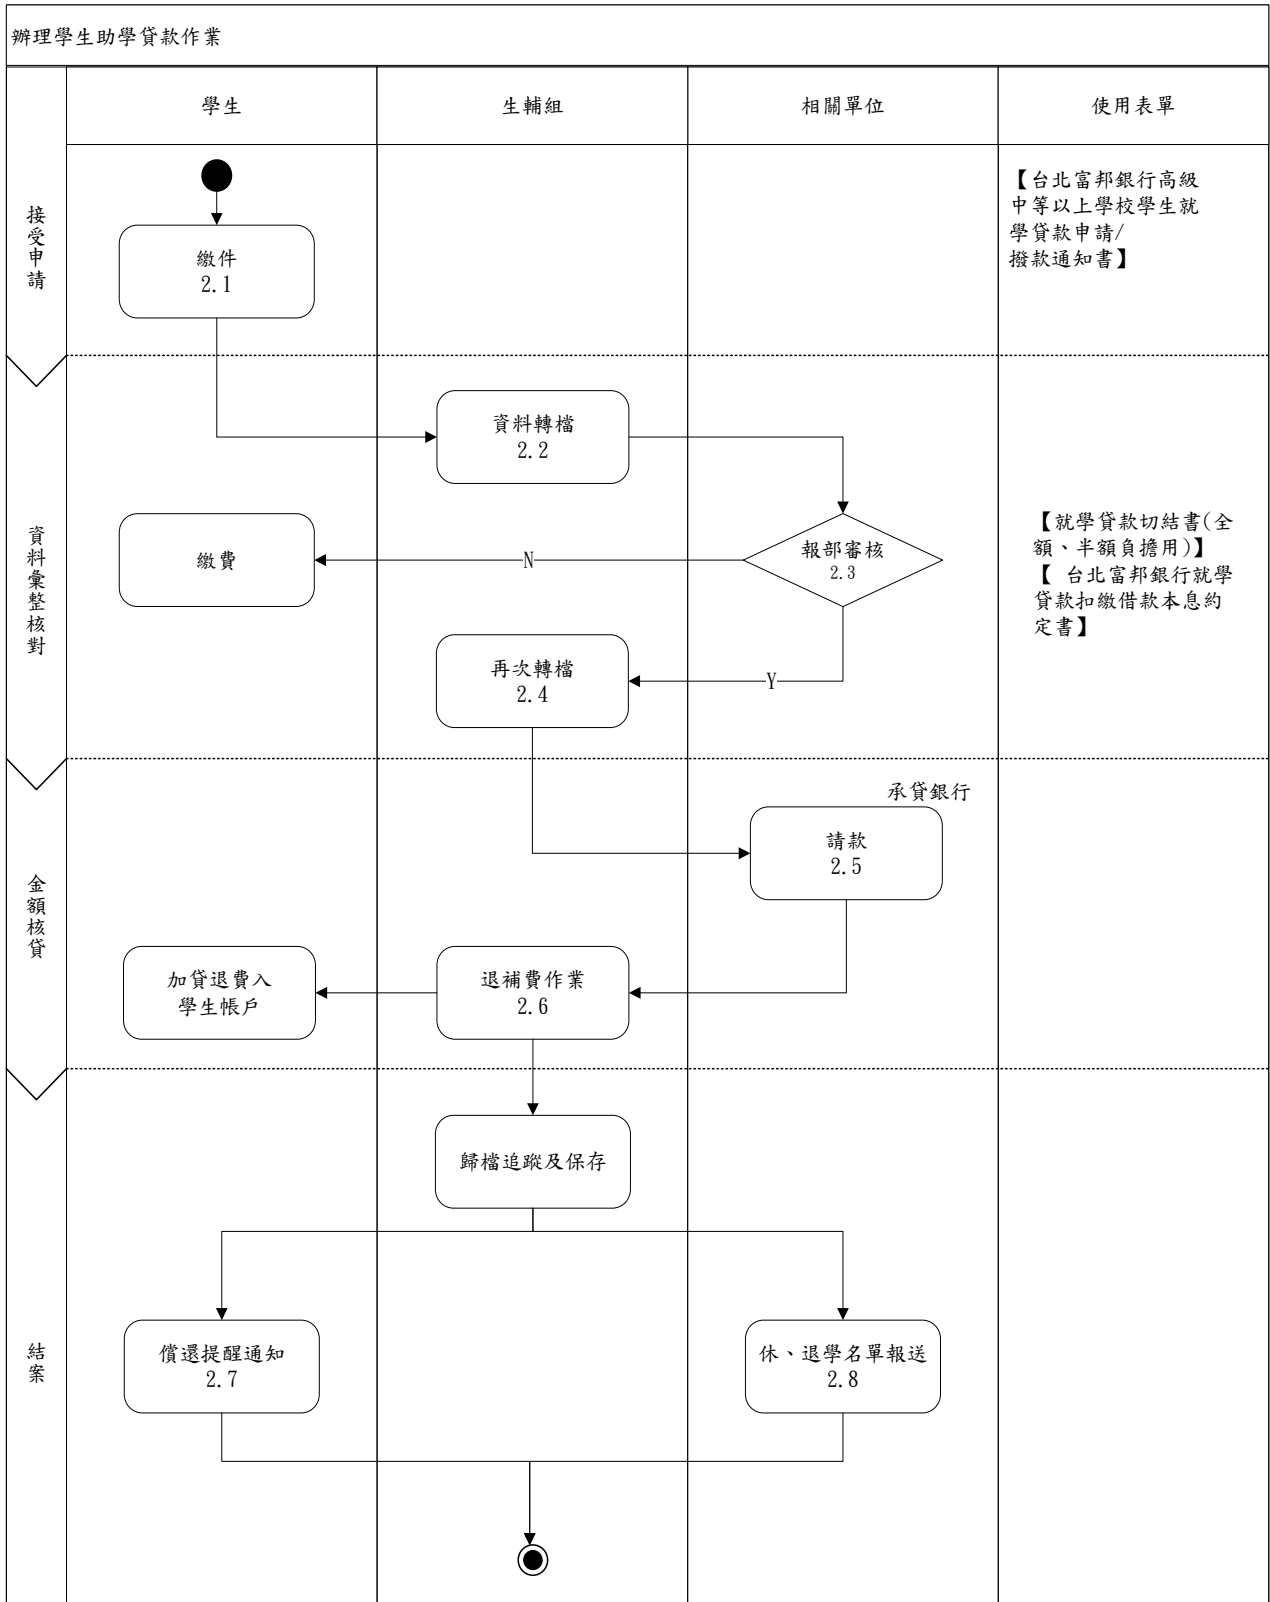 辦理學生助學貸款作業
學生
生輔組
相關單位
使用表單
接受申請
繳件
2.1
【台北富邦銀行高級
中等以上學校學生就
學貸款申請/
撥款通知書】
資料彙整核對
資料轉檔
2.2
報部審核
2.3
N
繳費
再次轉檔
2.4
Y
【就學貸款切結書(全
額、半額負擔用)】
【 台北富邦銀行就學
貸款扣繳借款本息約
定書】
金額核貸
承貸銀行
請款
2.5
退補費作業
2.6
加貸退費入
學生帳戶
結案
歸檔追蹤及保存
償還提醒通知
2.7
休、退學名單報送
2.8